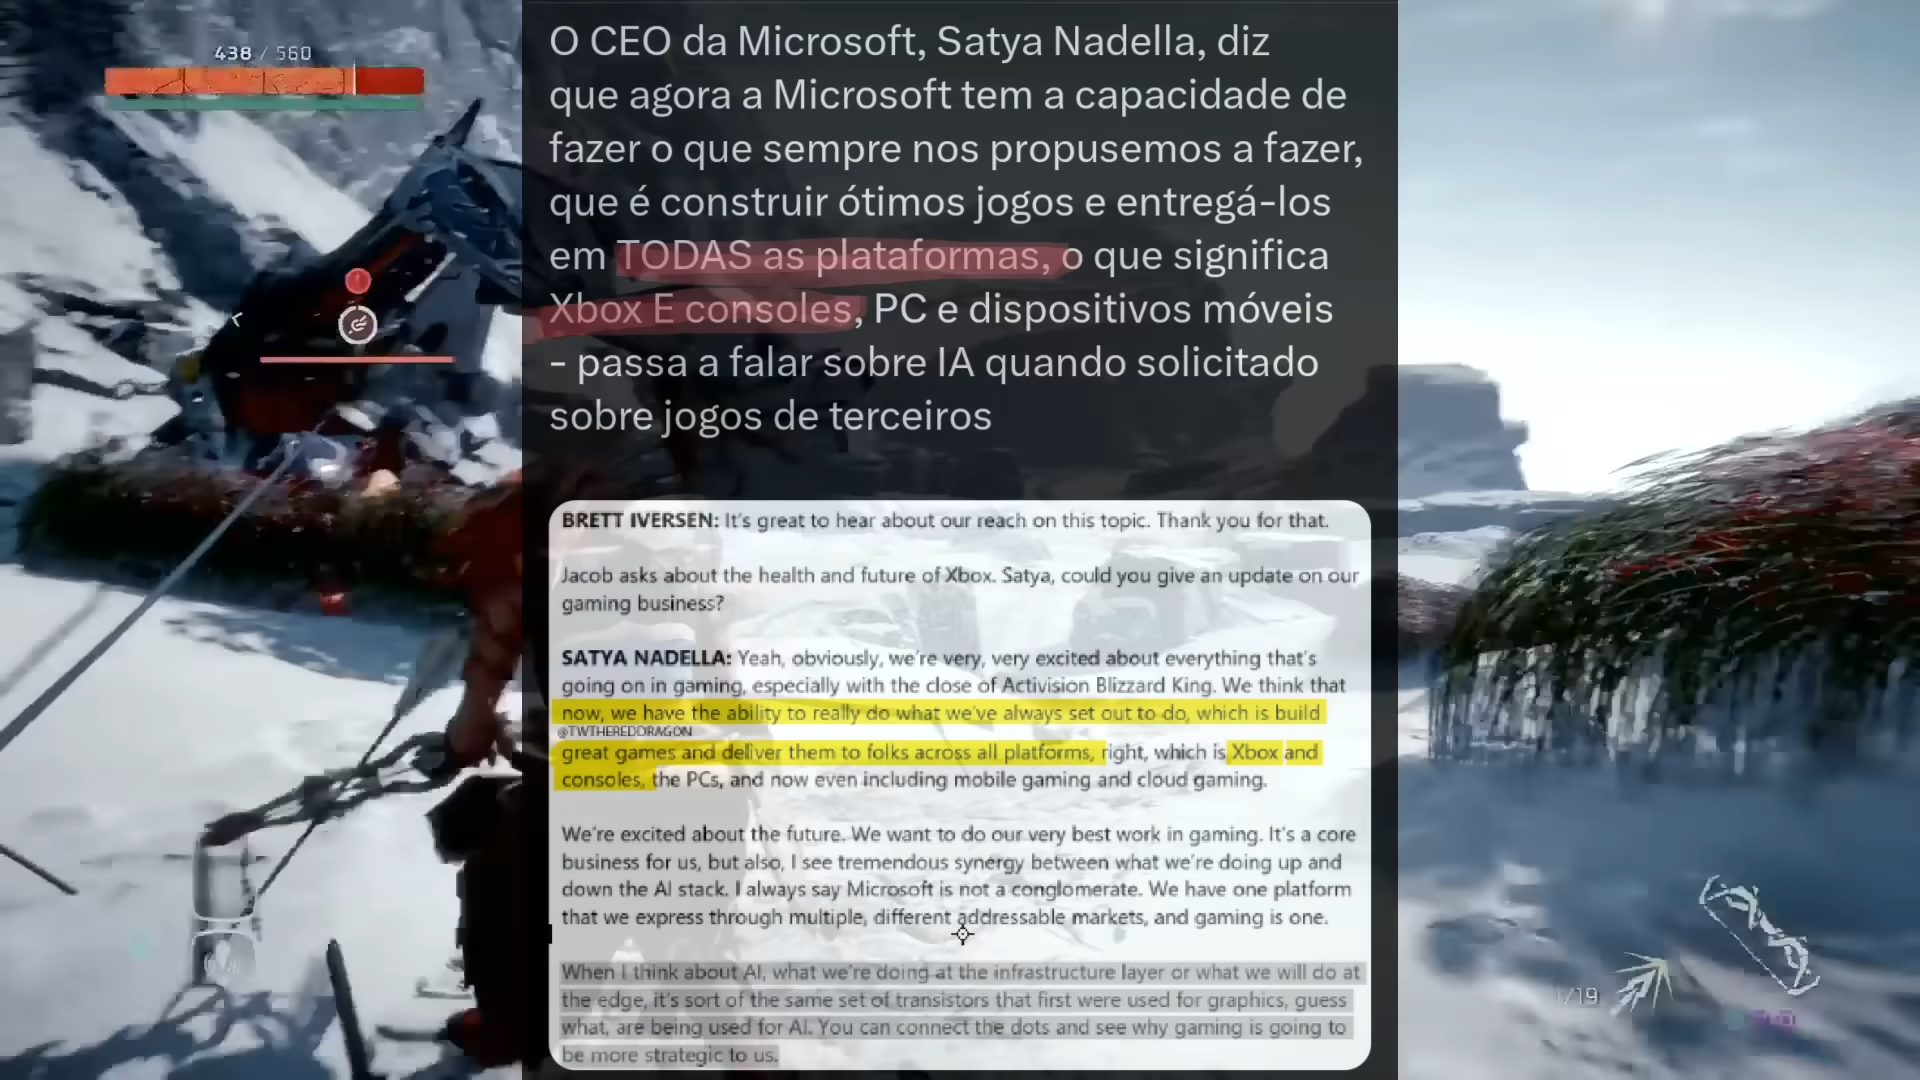 438 / 560
O CEO da Microsoft, Satya Nadella, diz
que agora a Microsoft tem a capacidade de
fazer o que sempre nos propusemos a fazer,
que é construir ótimos jogos e entregá-los
em TODAS as plataformas, o que significa
Xbox E consoles, PC e dispositivos móveis
- passa a falar sobre IA quando solicitado
sobre jogos de terceiros
BRETT IVERSEN: It's great to hear about our reach on this topic. Thank you for that.
Jacob asks about the health and future of Xbox. Satya, could you give an update on our
gaming business?
SATYA NADELLA: Yeah, obviously, we're very, very excited about everything that's
going on in gaming, especially with the close of Activision Blizzard King. We think that
now, we have the ability to really do what we've always set out to do, which is build
@TWTHEREDDRAGON
great games and deliver them to folks across all platforms, right, which is Xbox and
consoles, the PCs, and now even including mobile gaming and cloud gaming.
We're excited about the future. We want to do our very best work in gaming. It's a core
business for us, but also, I see tremendous synergy between what we're doing up and
down the AI stack. I always say Microsoft is not a conglomerate. We have one platform
that we express through multiple, different addressable markets, and gaming is one.
When I think about AI, what we're doing at the infrastructure layer or what we will do at
the edge, it's sort of the same set of transistors that first were used for graphics, guess
what, are being used for AI. You can connect the dots and see why gaming is going to
be more strategic to us.